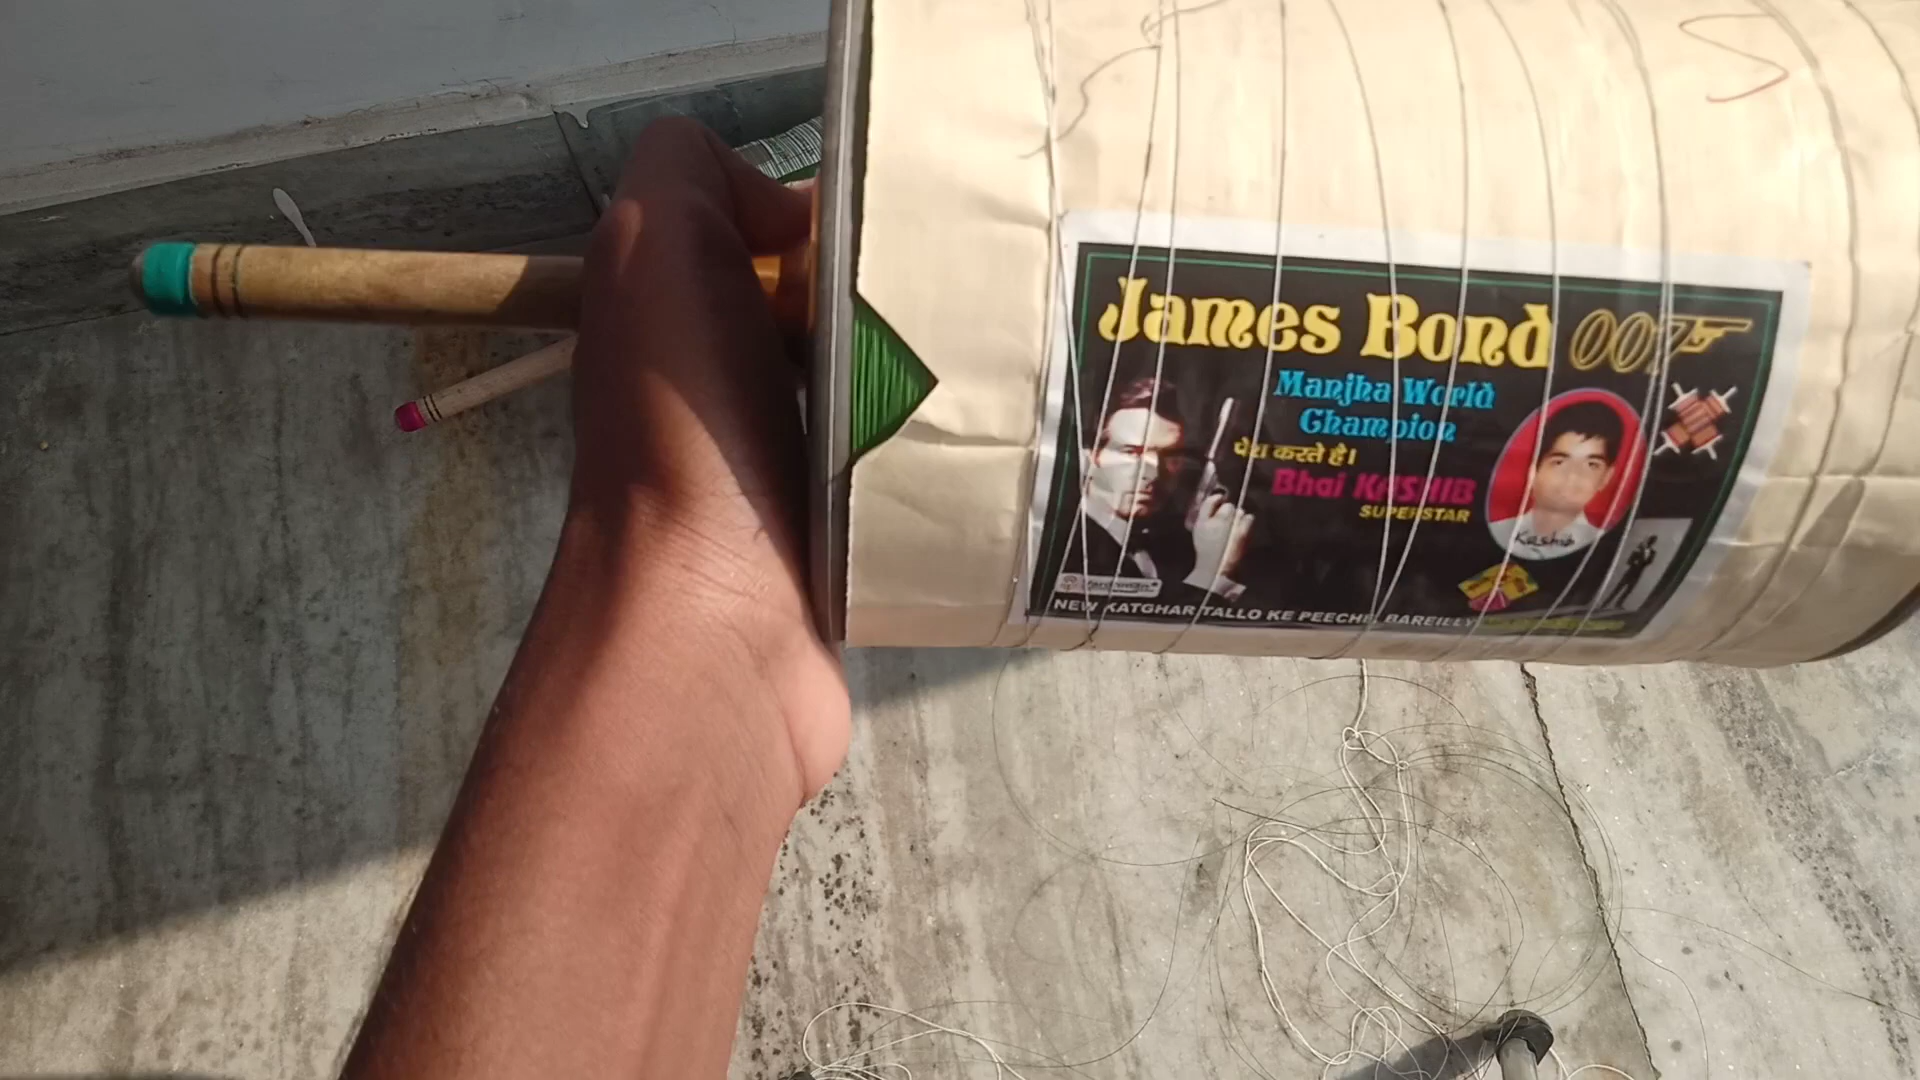 James Bond 007
Manjha World
Champion
पेश करते है।
Bhai KASHIB
SUPERSTAR
Kashib
NEW KATGHAR TALLO KE PEECHE, BAREILLY